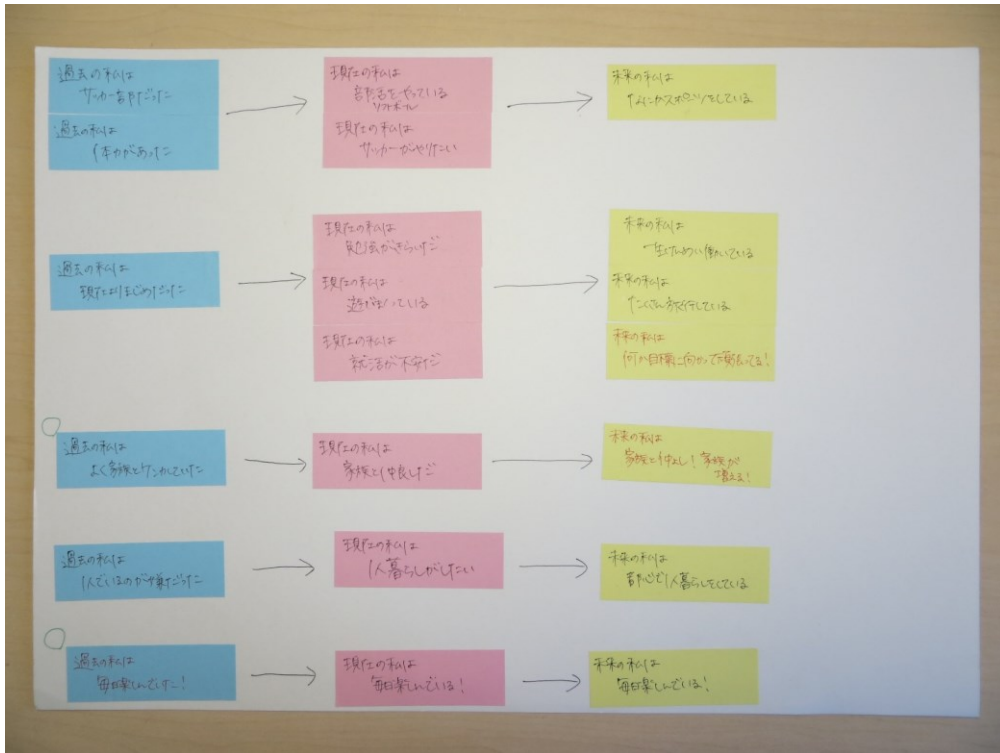 過去の私は
サッカー部だった
過去の私は
体力があった
現在の私は
部活をやっている
ソフトボール
現在の私は
サッカーがやりたい
未来の私は
なにかスポーツをしている
過去の私は
現在よりまじめだった
現在の私は
勉強がきらいだ
現在の私は
遊びまくっている
現在の私は
就活が不安だ
未来の私は
一生けんめい働いている
未来の私は
たくさん旅行している
未来の私は
何か目標に向かって頑張ってる!
過去の私は
よく家族とケンカしていた
現在の私は
家族と仲良しだ
未来の私は
家族と仲よし!家族が
増える!
過去の私は
1人でいるのが嫌だった
現在の私は
1人暮らしがしたい
未来の私は
都心で1人暮らしをしている
過去の私は
毎日楽しんでいた!
現在の私は
毎日楽しんでいる!
未来の私は
毎日楽しんでいる!